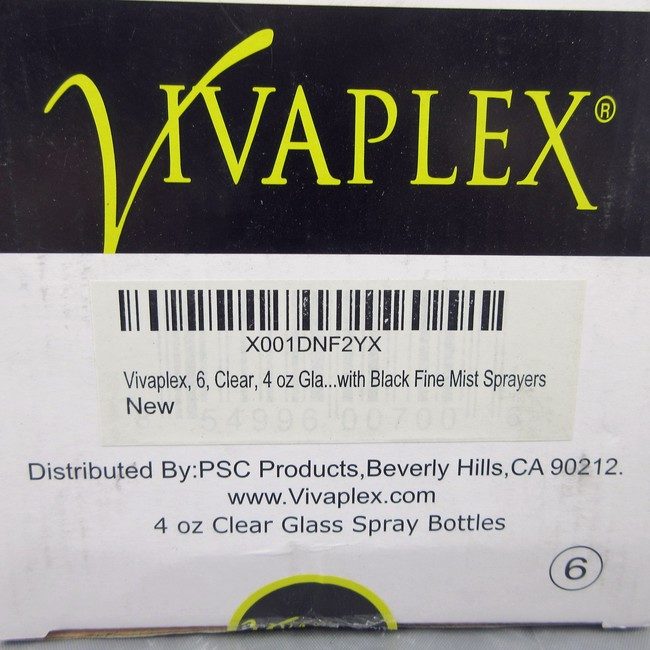 VIVAPLEX®
X001DNF2YX
Vivaplex, 6, Clear, 4 oz Gla...with Black Fine Mist Sprayers
New
Distributed By:PSC Products,Beverly Hills,CA 90212.
www.Vivaplex.com
4 oz Clear Glass Spray Bottles
6